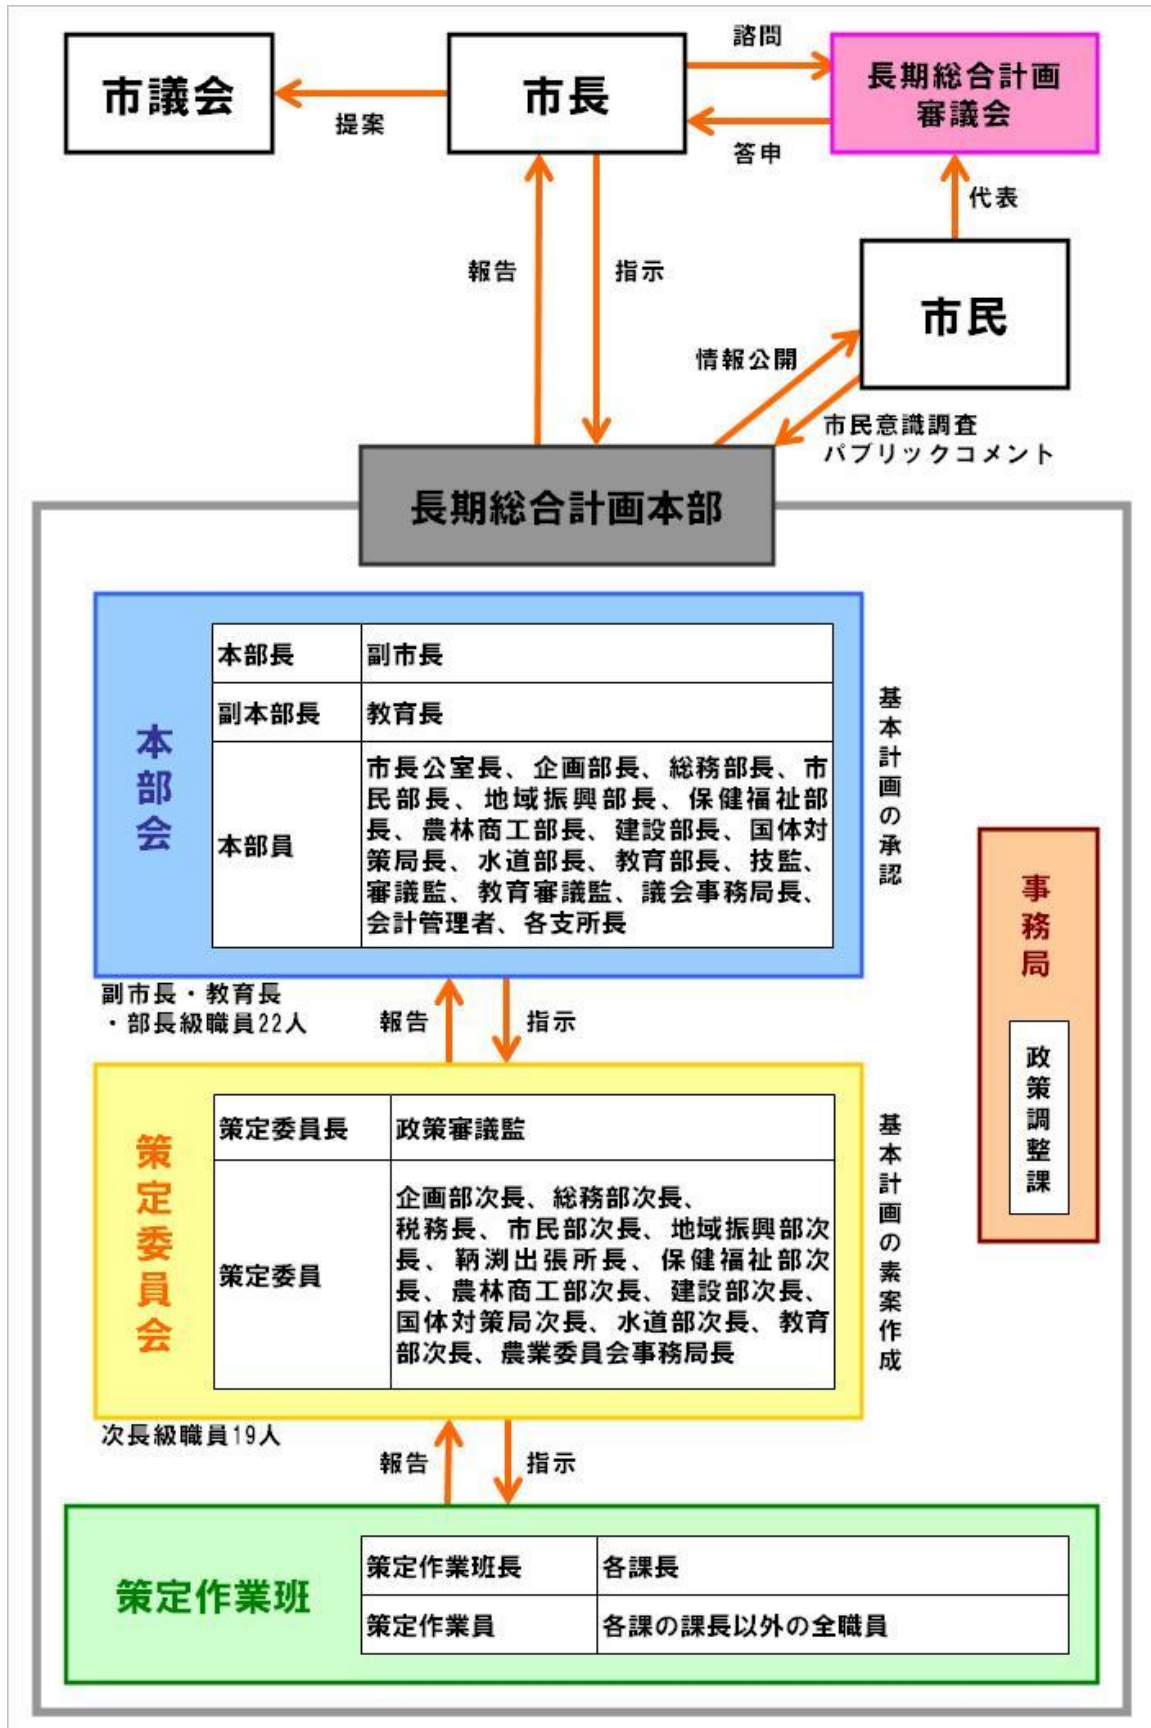 市議会
提案
市長
諮問
答申
長期総合計画
審議会
代表
市民
報告
指示
情報公開
市民意識調査
パブリックコメント
長期総合計画本部
本部会
本部長
副市長
副本部長
教育長
本部員
市長公室長、企画部長、総務部長、市
民部長、地域振興部長、保健福祉部
長、農林商工部長、建設部長、国体対
策局長、水道部長、教育部長、技監、
審議監、教育審議監、議会事務局長、
会計管理者、各支所長
基本計画の承認
副市長・教育長
・部長級職員22人
報告
指示
事務局
政策調整課
策定委員会
策定委員長
政策審議監
策定委員
企画部次長、総務部次長、
税務長、市民部次長、地域振興部次
長、鞆渕出張所長、保健福祉部次
長、農林商工部次長、建設部次長、
国体対策局次長、水道部次長、教育
部次長、農業委員会事務局長
基本計画の素案作成
次長級職員19人
報告
指示
策定作業班
策定作業班長
各課長
策定作業員
各課の課長以外の全職員